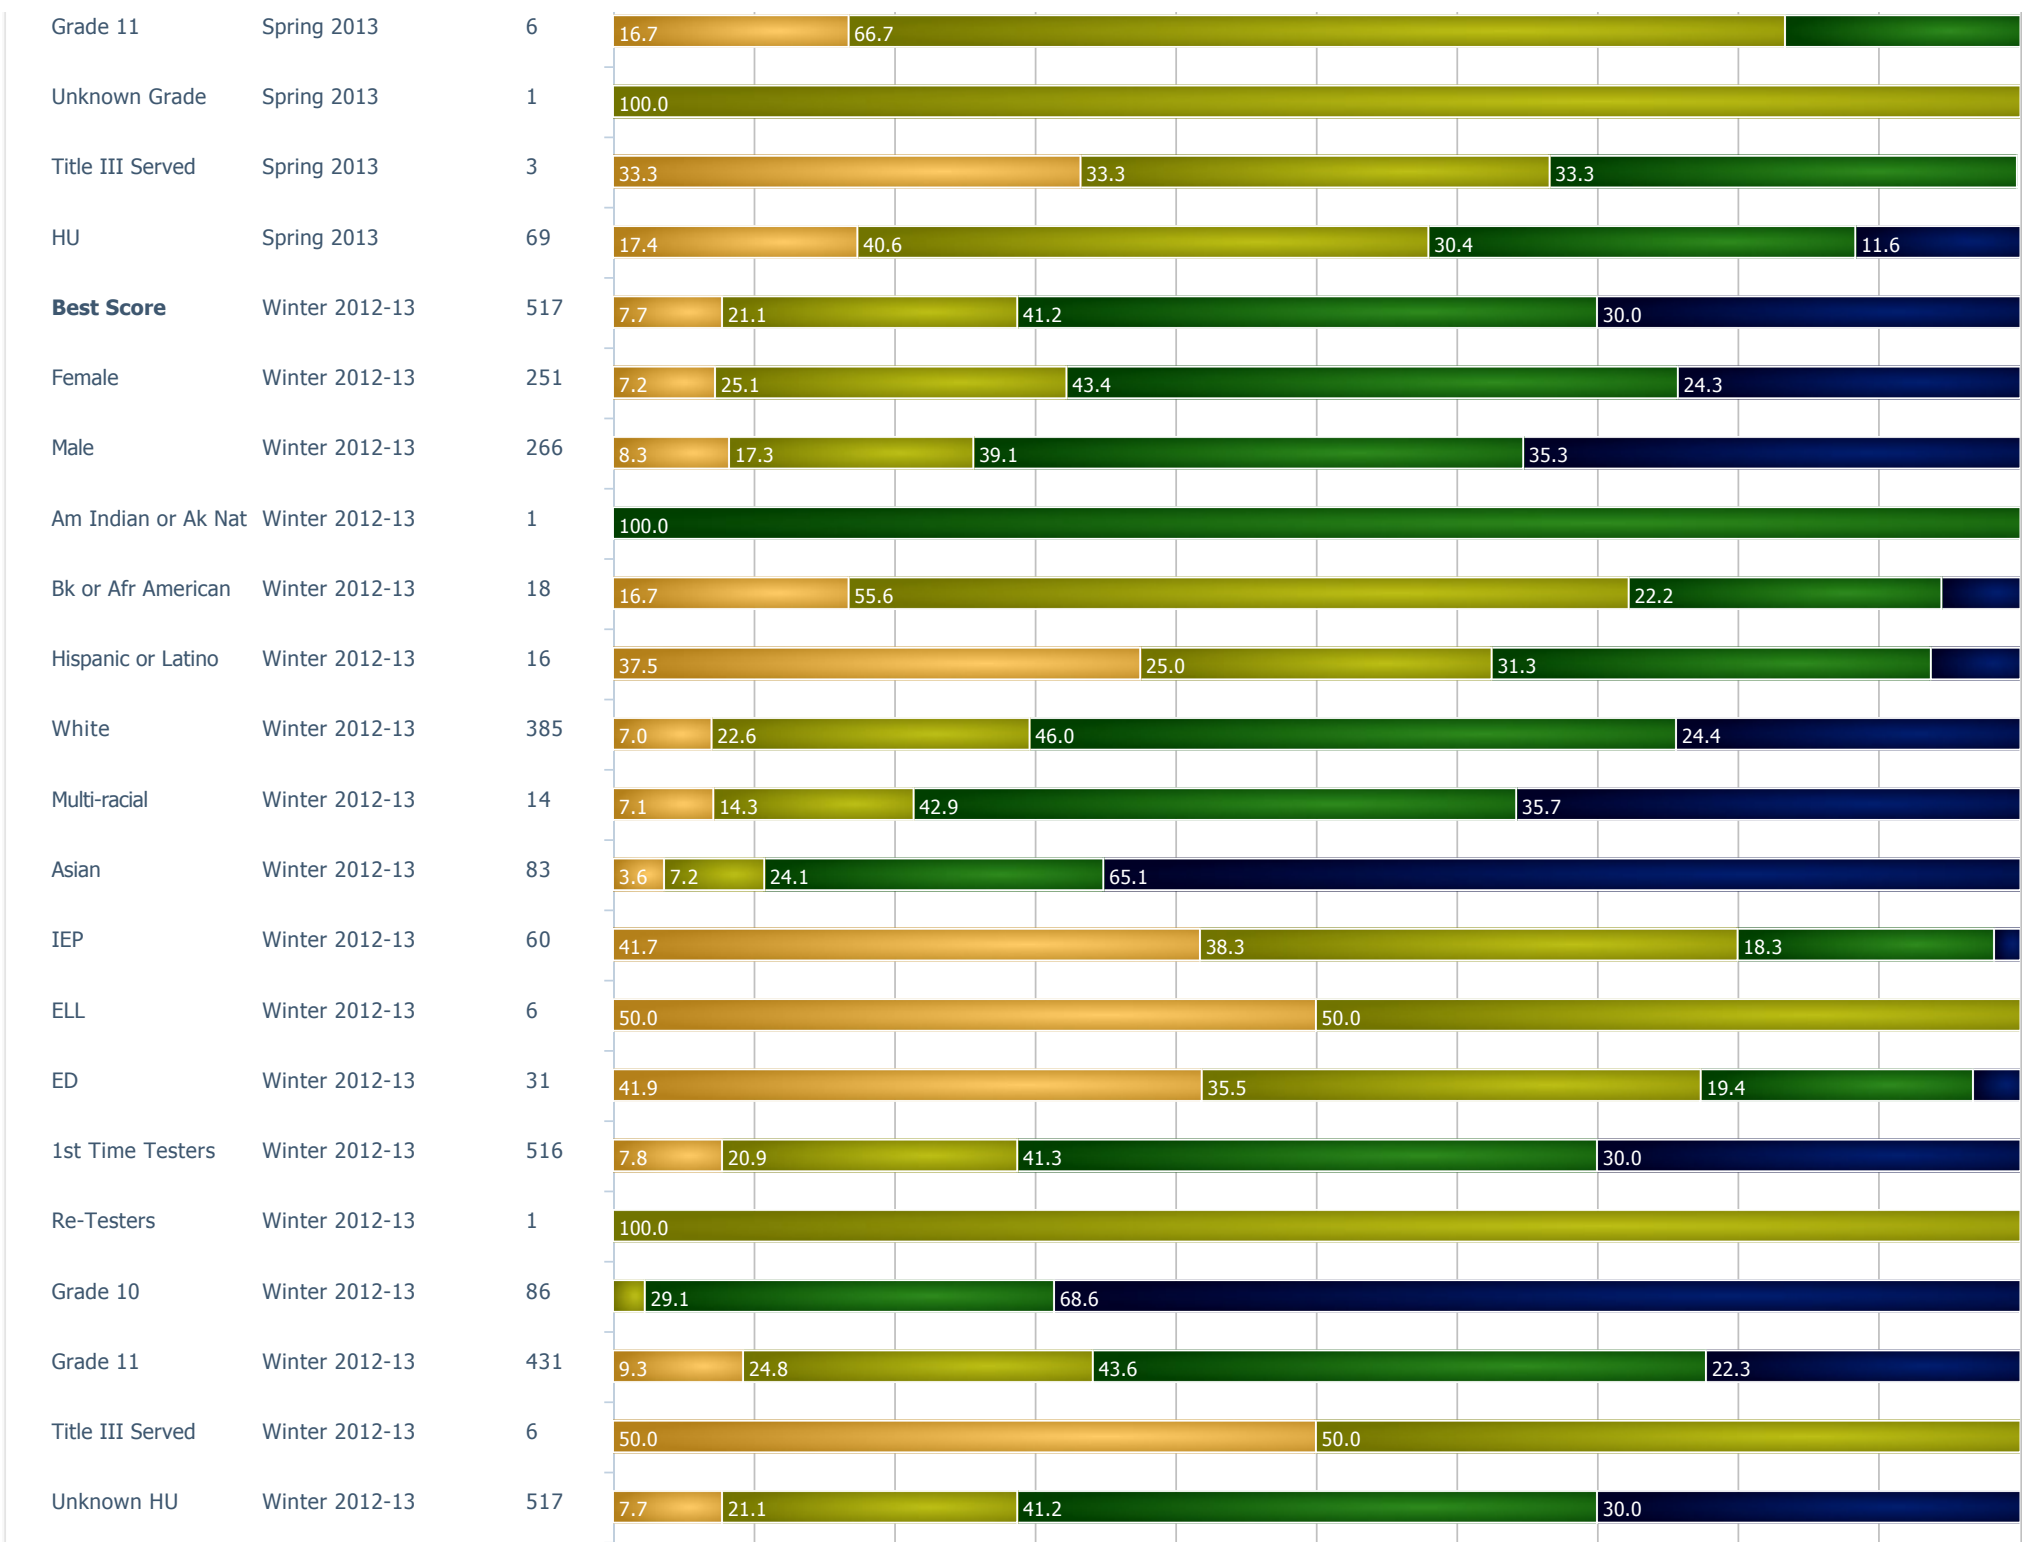 Grade 11 Spring 2013 6 16.7 66.7
Unknown Grade Spring 2013 1 100.0
Title III Served Spring 2013 3 33.3 33.3 33.3
HU Spring 2013 69 17.4 40.6 30.4 11.6
Best Score Winter 2012-13 517 7.7 21.1 41.2 30.0
Female Winter 2012-13 251 7.2 25.1 43.4 24.3
Male Winter 2012-13 266 8.3 17.3 39.1 35.3
Am Indian or Ak Nat Winter 2012-13 1 100.0
Bk or Afr American Winter 2012-13 18 16.7 55.6 22.2
Hispanic or Latino Winter 2012-13 16 37.5 25.0 31.3
White Winter 2012-13 385 7.0 22.6 46.0 24.4
Multi-racial Winter 2012-13 14 7.1 14.3 42.9 35.7
Asian Winter 2012-13 83 3.6 7.2 24.1 65.1
IEP Winter 2012-13 60 41.7 38.3 18.3
ELL Winter 2012-13 6 50.0 50.0
ED Winter 2012-13 31 41.9 35.5 19.4
1st Time Testers Winter 2012-13 516 7.8 20.9 41.3 30.0
Re-Testers Winter 2012-13 1 100.0
Grade 10 Winter 2012-13 86 29.1 68.6
Grade 11 Winter 2012-13 431 9.3 24.8 43.6 22.3
Title III Served Winter 2012-13 6 50.0 50.0
Unknown HU Winter 2012-13 517 7.7 21.1 41.2 30.0